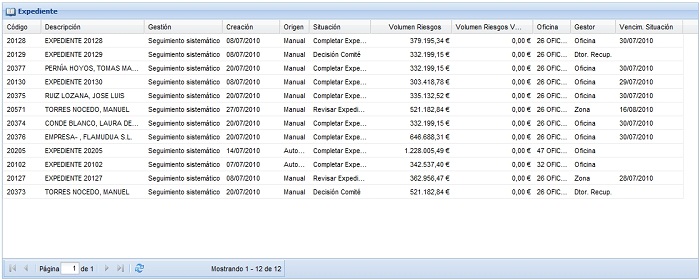 Expediente
Código Descripción Gestión Creación Origen Situación Volumen Riesgos Volumen Riesgos V... Oficina Gestor Vencim. Situación
20128 EXPEDIENTE 20128 Seguimiento sistemático 08/07/2010 Manual Completar Expe... 379.195,34 € 0,00 € 26 OFIC... Oficina 30/07/2010
20129 EXPEDIENTE 20129 Seguimiento sistemático 08/07/2010 Manual Decisión Comité 332.199,15 € 0,00 € 26 OFIC... Dtor. Recup.
20377 PERNÍA HOYOS, TOMAS MA... Seguimiento sistemático 20/07/2010 Manual Completar Expe... 332.199,15 € 0,00 € 26 OFIC... Oficina 30/07/2010
20130 EXPEDIENTE 20130 Seguimiento sistemático 08/07/2010 Manual Completar Expe... 303.418,78 € 0,00 € 26 OFIC... Oficina 29/07/2010
20375 RUIZ LOZANA, JOSE LUIS Seguimiento sistemático 20/07/2010 Manual Completar Expe... 335.132,52 € 0,00 € 26 OFIC... Oficina 30/07/2010
20571 TORRES NOCEDO, MANUEL Seguimiento sistemático 27/07/2010 Manual Revisar Expedi... 521.182,84 € 0,00 € 26 OFIC... Zona 16/08/2010
20374 CONDE BLANCO, LAURA DE... Seguimiento sistemático 20/07/2010 Manual Completar Expe... 332.199,15 € 0,00 € 26 OFIC... Oficina 30/07/2010
20376 EMPRESA- , FLAMUDUA S.L. Seguimiento sistemático 20/07/2010 Manual Completar Expe... 646.688,31 € 0,00 € 26 OFIC... Oficina 30/07/2010
20205 EXPEDIENTE 20205 Seguimiento sistemático 14/07/2010 Auto... Completar Expe... 1.228.005,49 € 0,00 € 47 OFIC... Oficina
20102 EXPEDIENTE 20102 Seguimiento sistemático 07/07/2010 Auto... Completar Expe... 342.537,40 € 0,00 € 32 OFIC... Oficina
20127 EXPEDIENTE 20127 Seguimiento sistemático 08/07/2010 Manual Revisar Expedi... 362.956,47 € 0,00 € 26 OFIC... Zona 28/07/2010
20373 TORRES NOCEDO, MANUEL Seguimiento sistemático 20/07/2010 Manual Decisión Comité 521.182,84 € 0,00 € 26 OFIC... Dtor. Recup.
Página 1 de 1 Mostrando 1 - 12 de 12